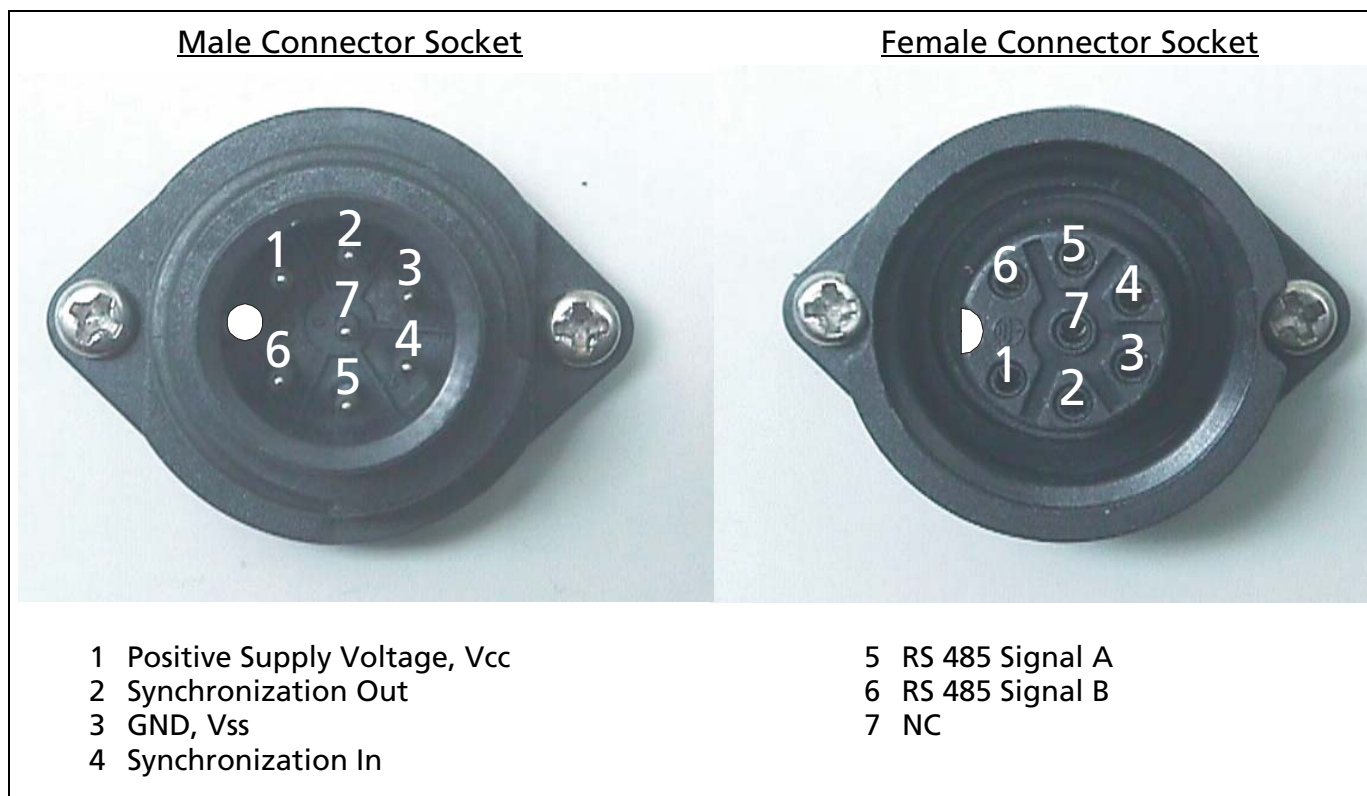 Male Connector Socket
Female Connector Socket
1
2
3
7
6
4
5
5
6
4
7
1
3
2
1 Positive Supply Voltage, Vcc
2 Synchronization Out
3 GND, Vss
4 Synchronization In
5 RS 485 Signal A
6 RS 485 Signal B
7 NC